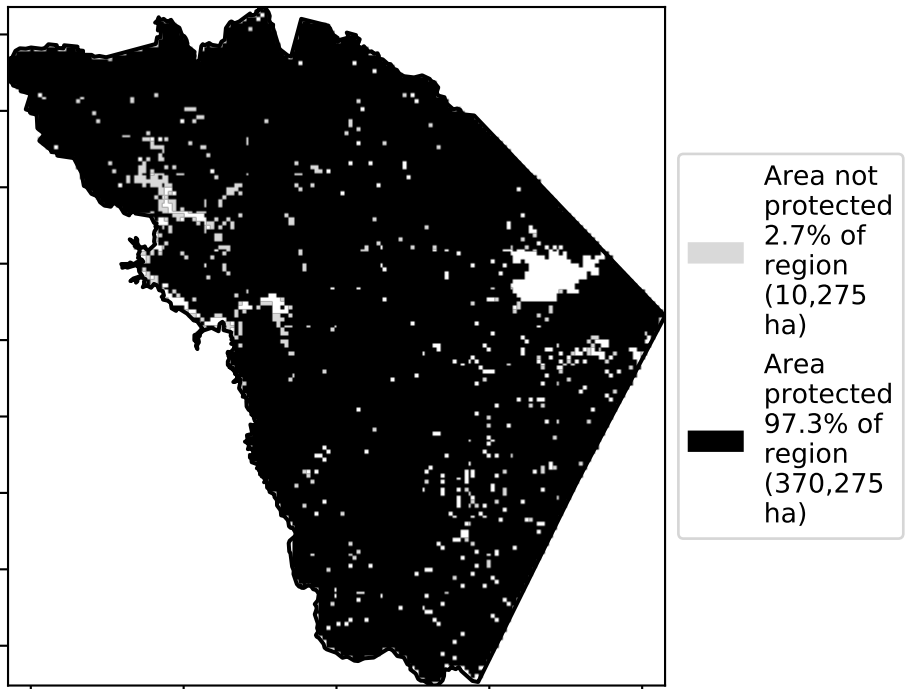 Area not
protected
2.7% of
region
(10,275
ha)
Area
protected
97.3% of
region
(370,275
ha)